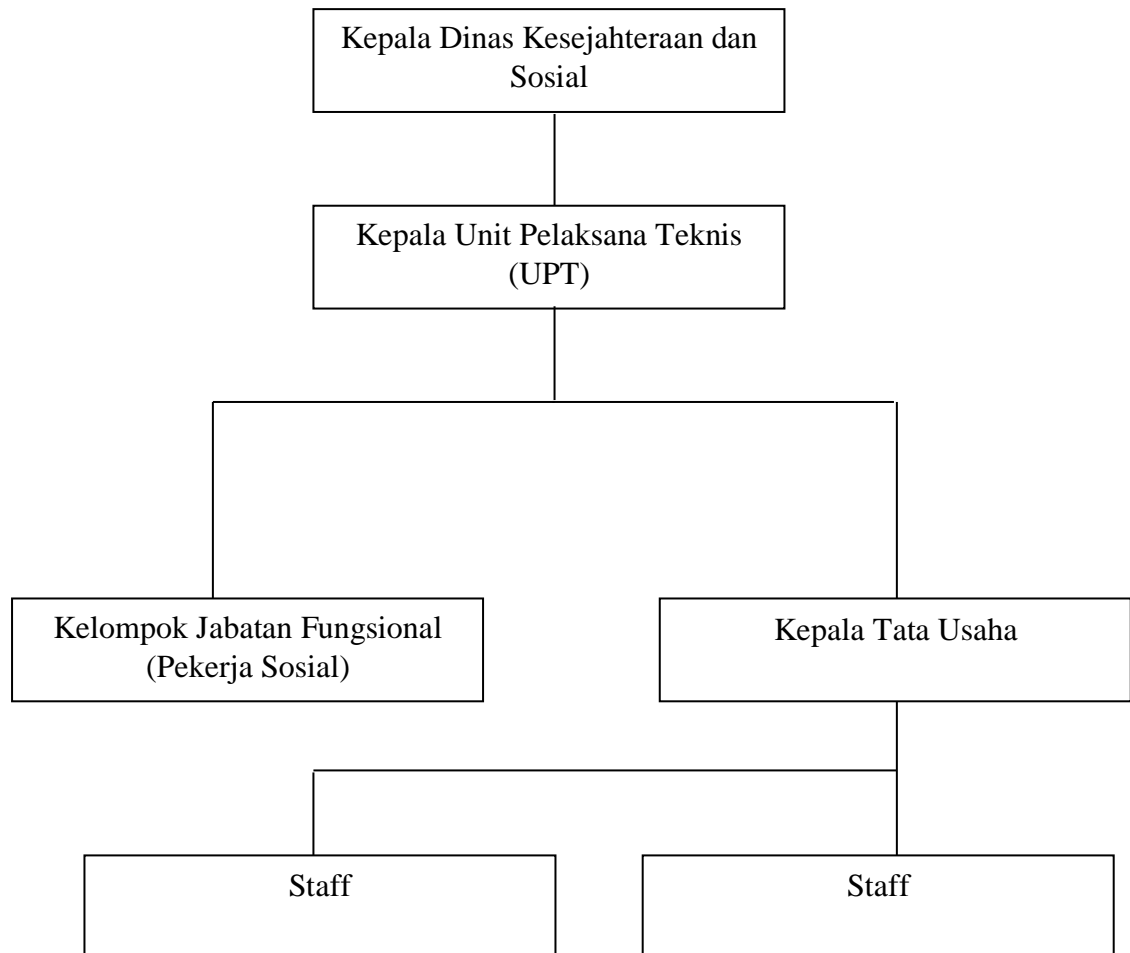 Kepala Dinas Kesejahteraan dan
Sosial
Kepala Unit Pelaksana Teknis
(UPT)
Kelompok Jabatan Fungsional
(Pekerja Sosial)
Kepala Tata Usaha
Staff
Staff